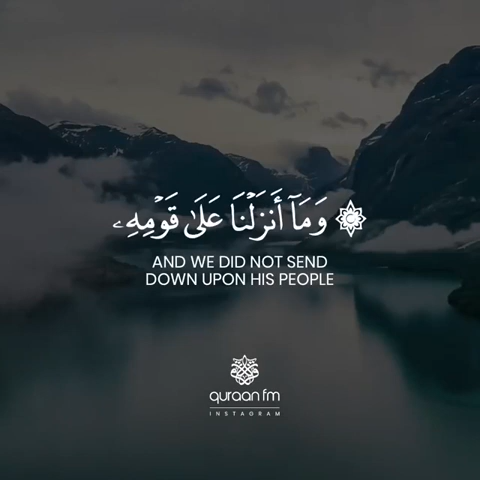 ۞ وَمَآ أَنزَلْنَا عَلَىٰ قَوْمِهِۦ
AND WE DID NOT SEND
DOWN UPON HIS PEOPLE
quraan fm
INSTAGRAM